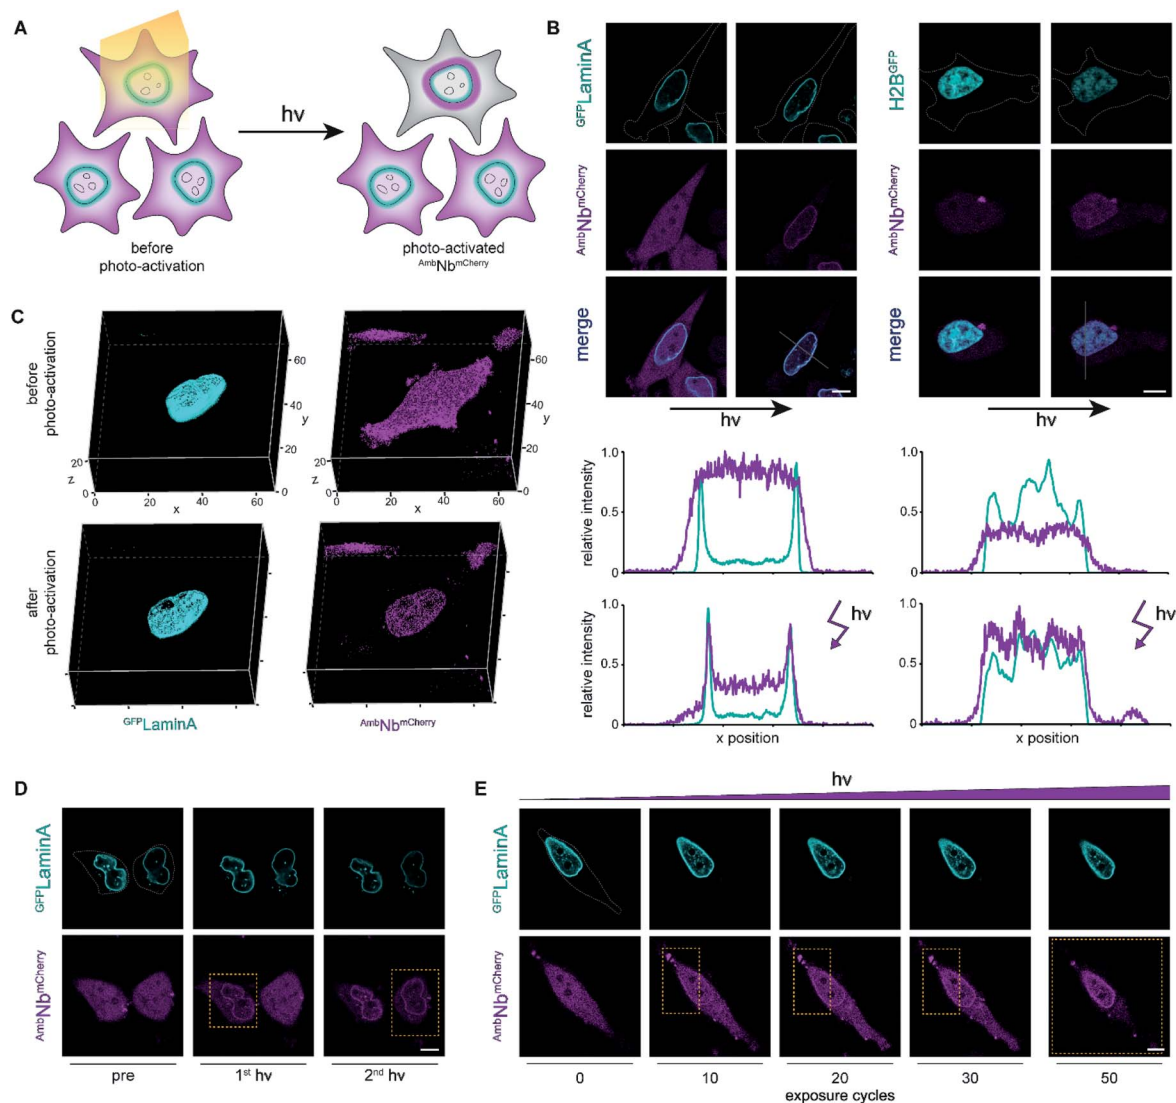 A
hν
before
photo-activation
photo-activated
AmbNbmCherry
B
GFPLaminA
H2BGFP
AmbNbmCherry
AmbNbmCherry
merge
merge
hν
hν
relative intensity
1.0
0.5
0
1.0
0.5
0
relative intensity
1.0
0.5
0
hν
1.0
0.5
0
hν
x position
x position
C
before
photo-activation
60
40
y
20
0
20
z
0
0
20
40
60
x
60
40
y
20
0
20
z
0
0
20
40
60
x
after
photo-activation
GFPLaminA
AmbNbmCherry
D
GFPLaminA
AmbNbmCherry
pre
1st hν
2nd hν
E
hν
GFPLaminA
AmbNbmCherry
0
10
20
30
50
exposure cycles